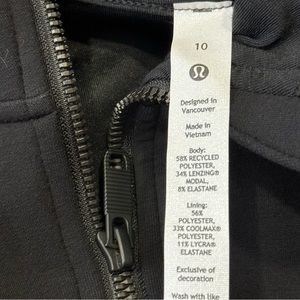 10
Designed in
Vancouver
Made in
Vietnam
Body:
58% RECYCLED
POLYESTER,
34% LENZING®
MODAL,
8% ELASTANE
Lining:
56%
POLYESTER,
33% COOLMAX®
POLYESTER,
11% LYCRA®
ELASTANE
Exclusive of
decoration
Wash with like